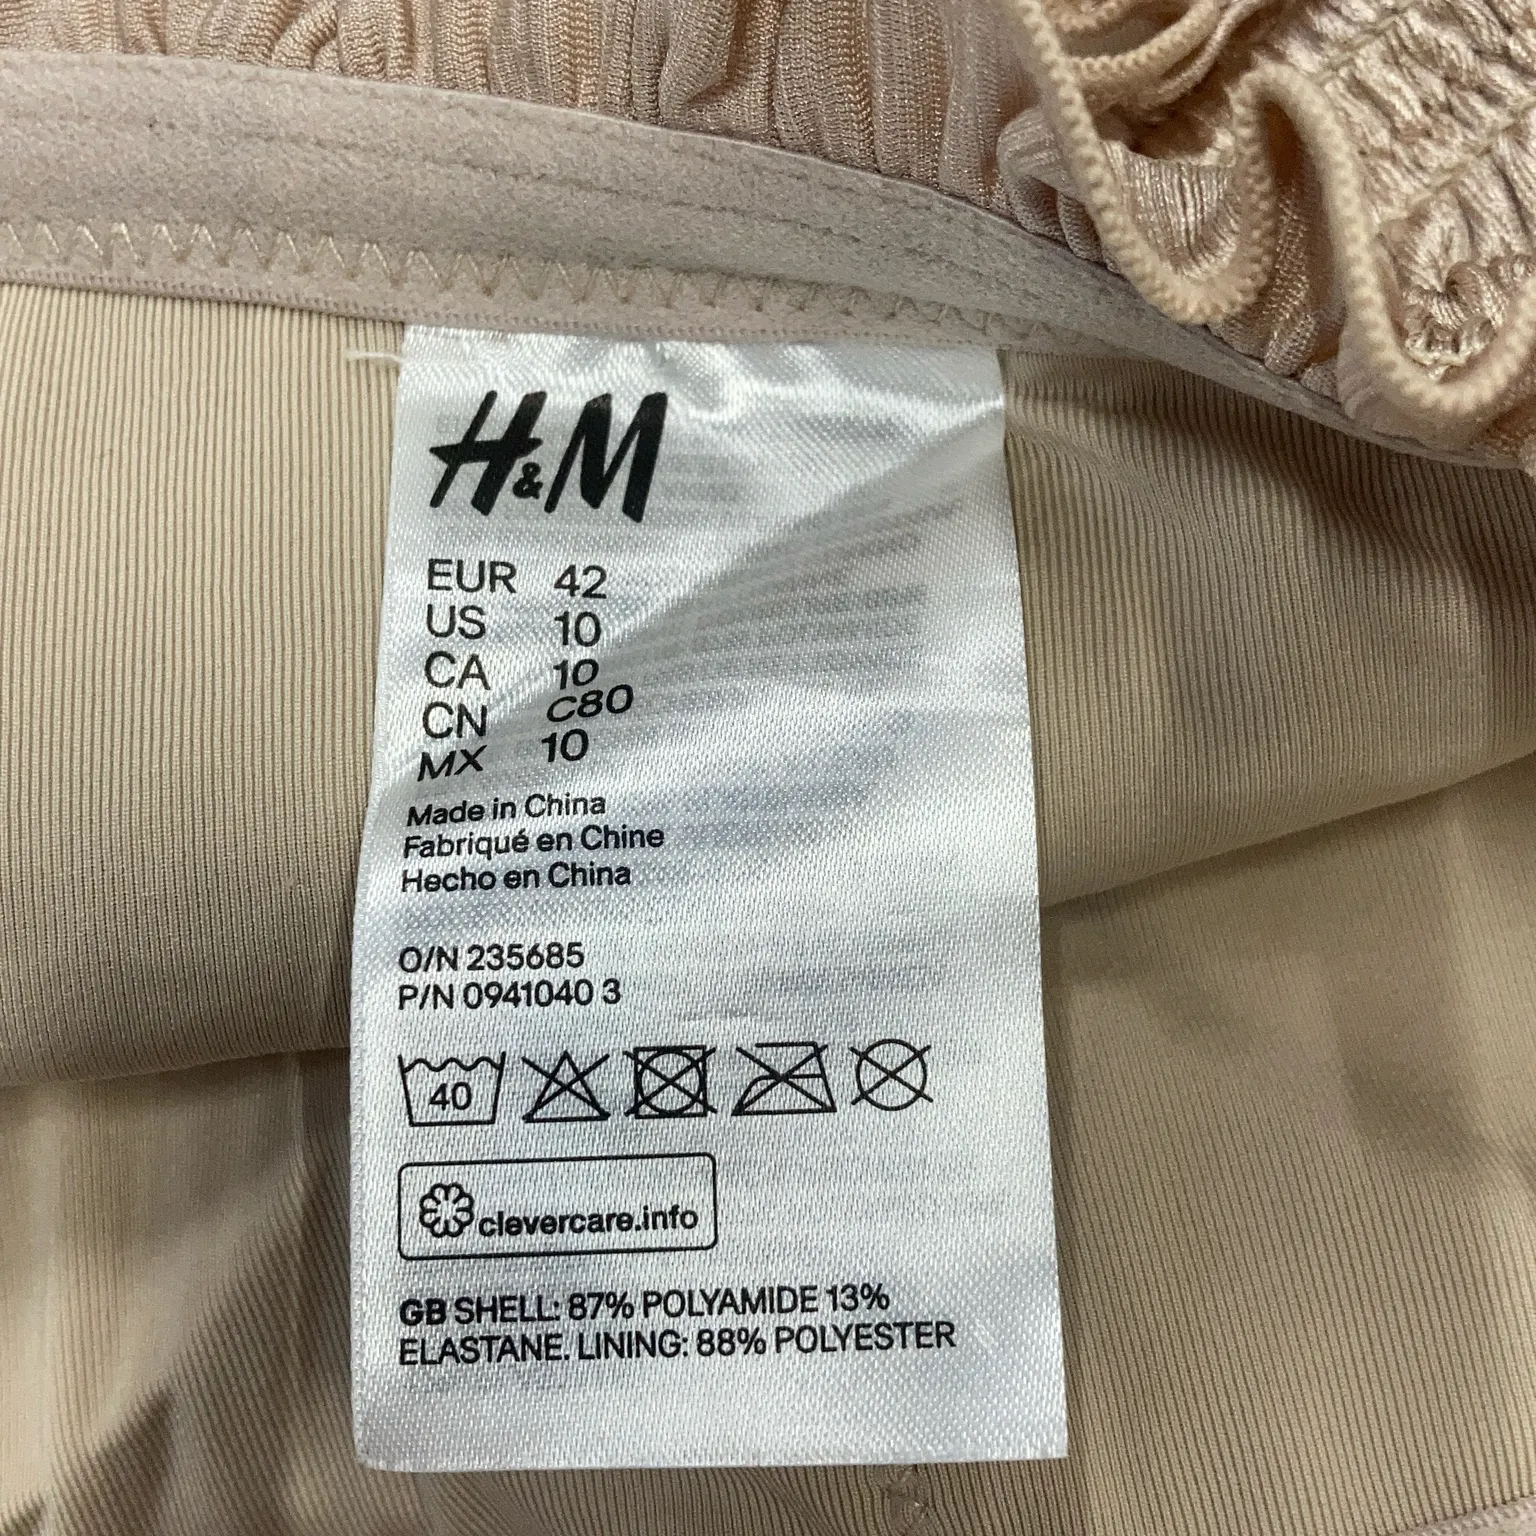 H&M
EUR 42
US 10
CA 10
CN C80
MX 10
Made in China
Fabriqué en Chine
Hecho en China
O/N 235685
P/N 0941040 3
40
clevercare.info
GB SHELL: 87% POLYAMIDE 13%
ELASTANE. LINING: 88% POLYESTER